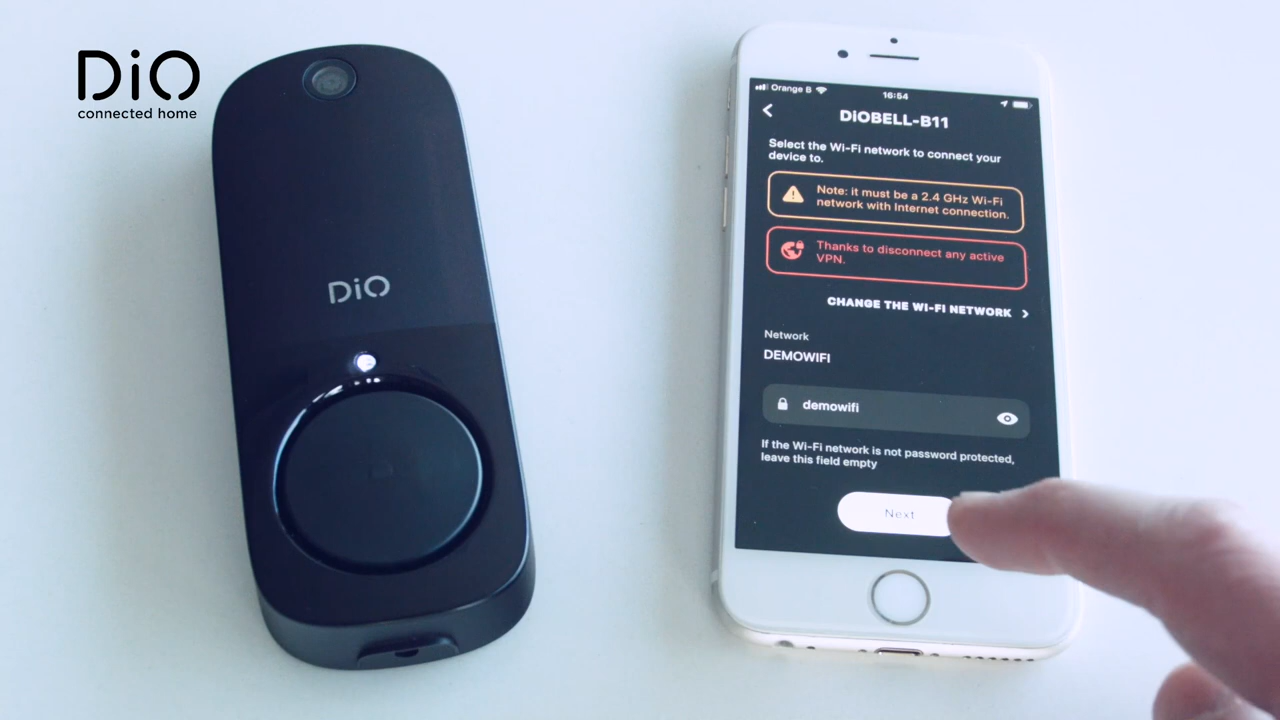 DiO
connected home
DiO
Orange B
16:54
DiOBELL-B11
Select the Wi-Fi network to connect your
device to.
Note: it must be a 2.4 GHz Wi-Fi
network with Internet connection.
Thanks to disconnect any active
VPN.
CHANGE THE WI-FI NETWORK
Network
DEMOWIFI
demowifi
If the Wi-Fi network is not password protected,
leave this field empty
Next